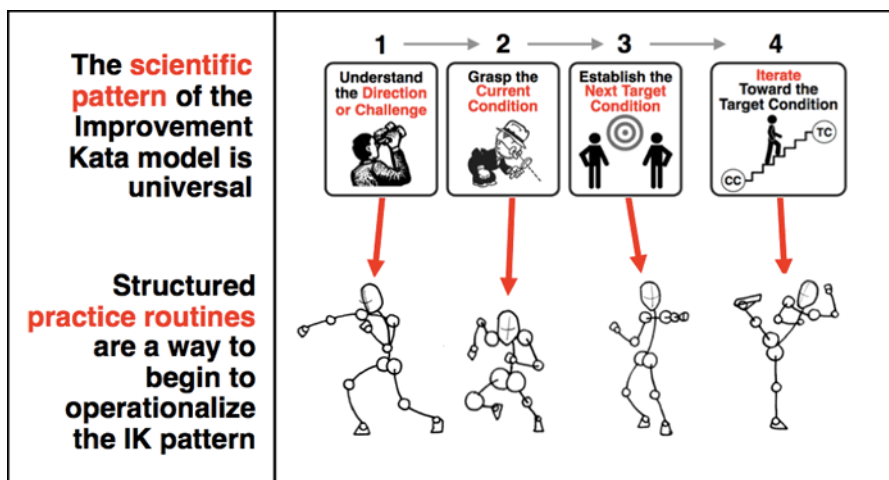 The scientific
pattern of the
Improvement
Kata model is
universal
1
2
3
4
Understand
the Direction
or Challenge
Grasp the
Current
Condition
Establish the
Next Target
Condition
Iterate
Toward the
Target Condition
TC
CC
Structured
practice routines
are a way to
begin to
operationalize
the IK pattern